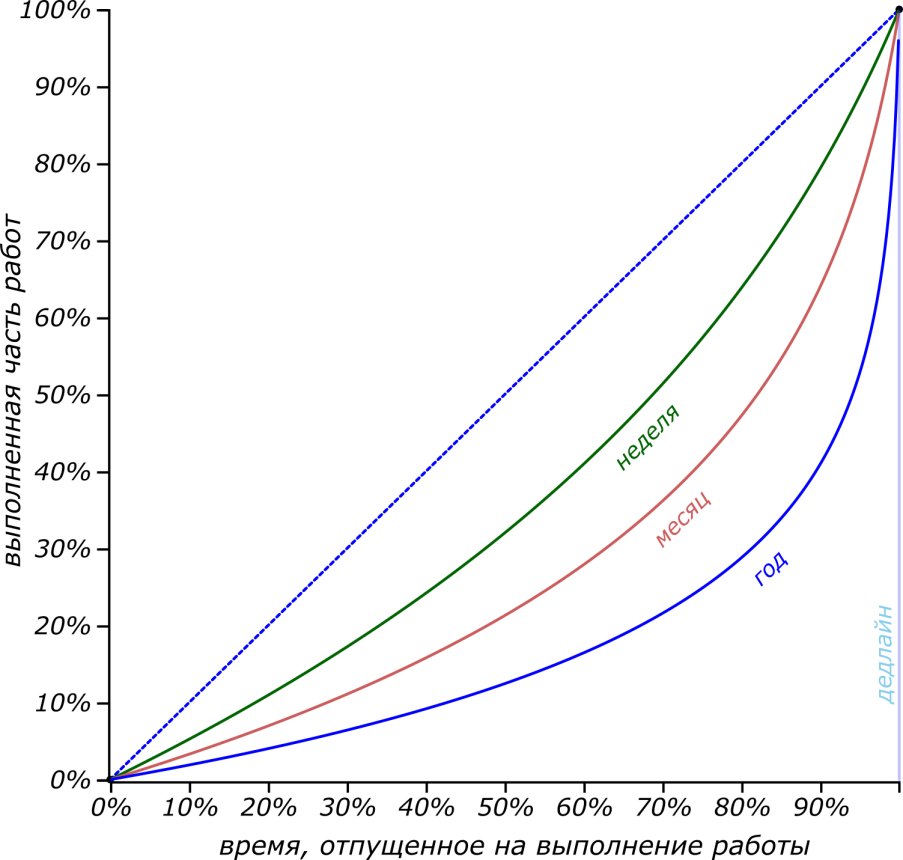 100%
90%
80%
70%
60%
50%
40%
30%
20%
10%
0%
выполненная часть работ
неделя
месяц
год
дедлайн
0% 10% 20% 30% 40% 50% 60% 70% 80% 90%
время, отпущенное на выполнение работы